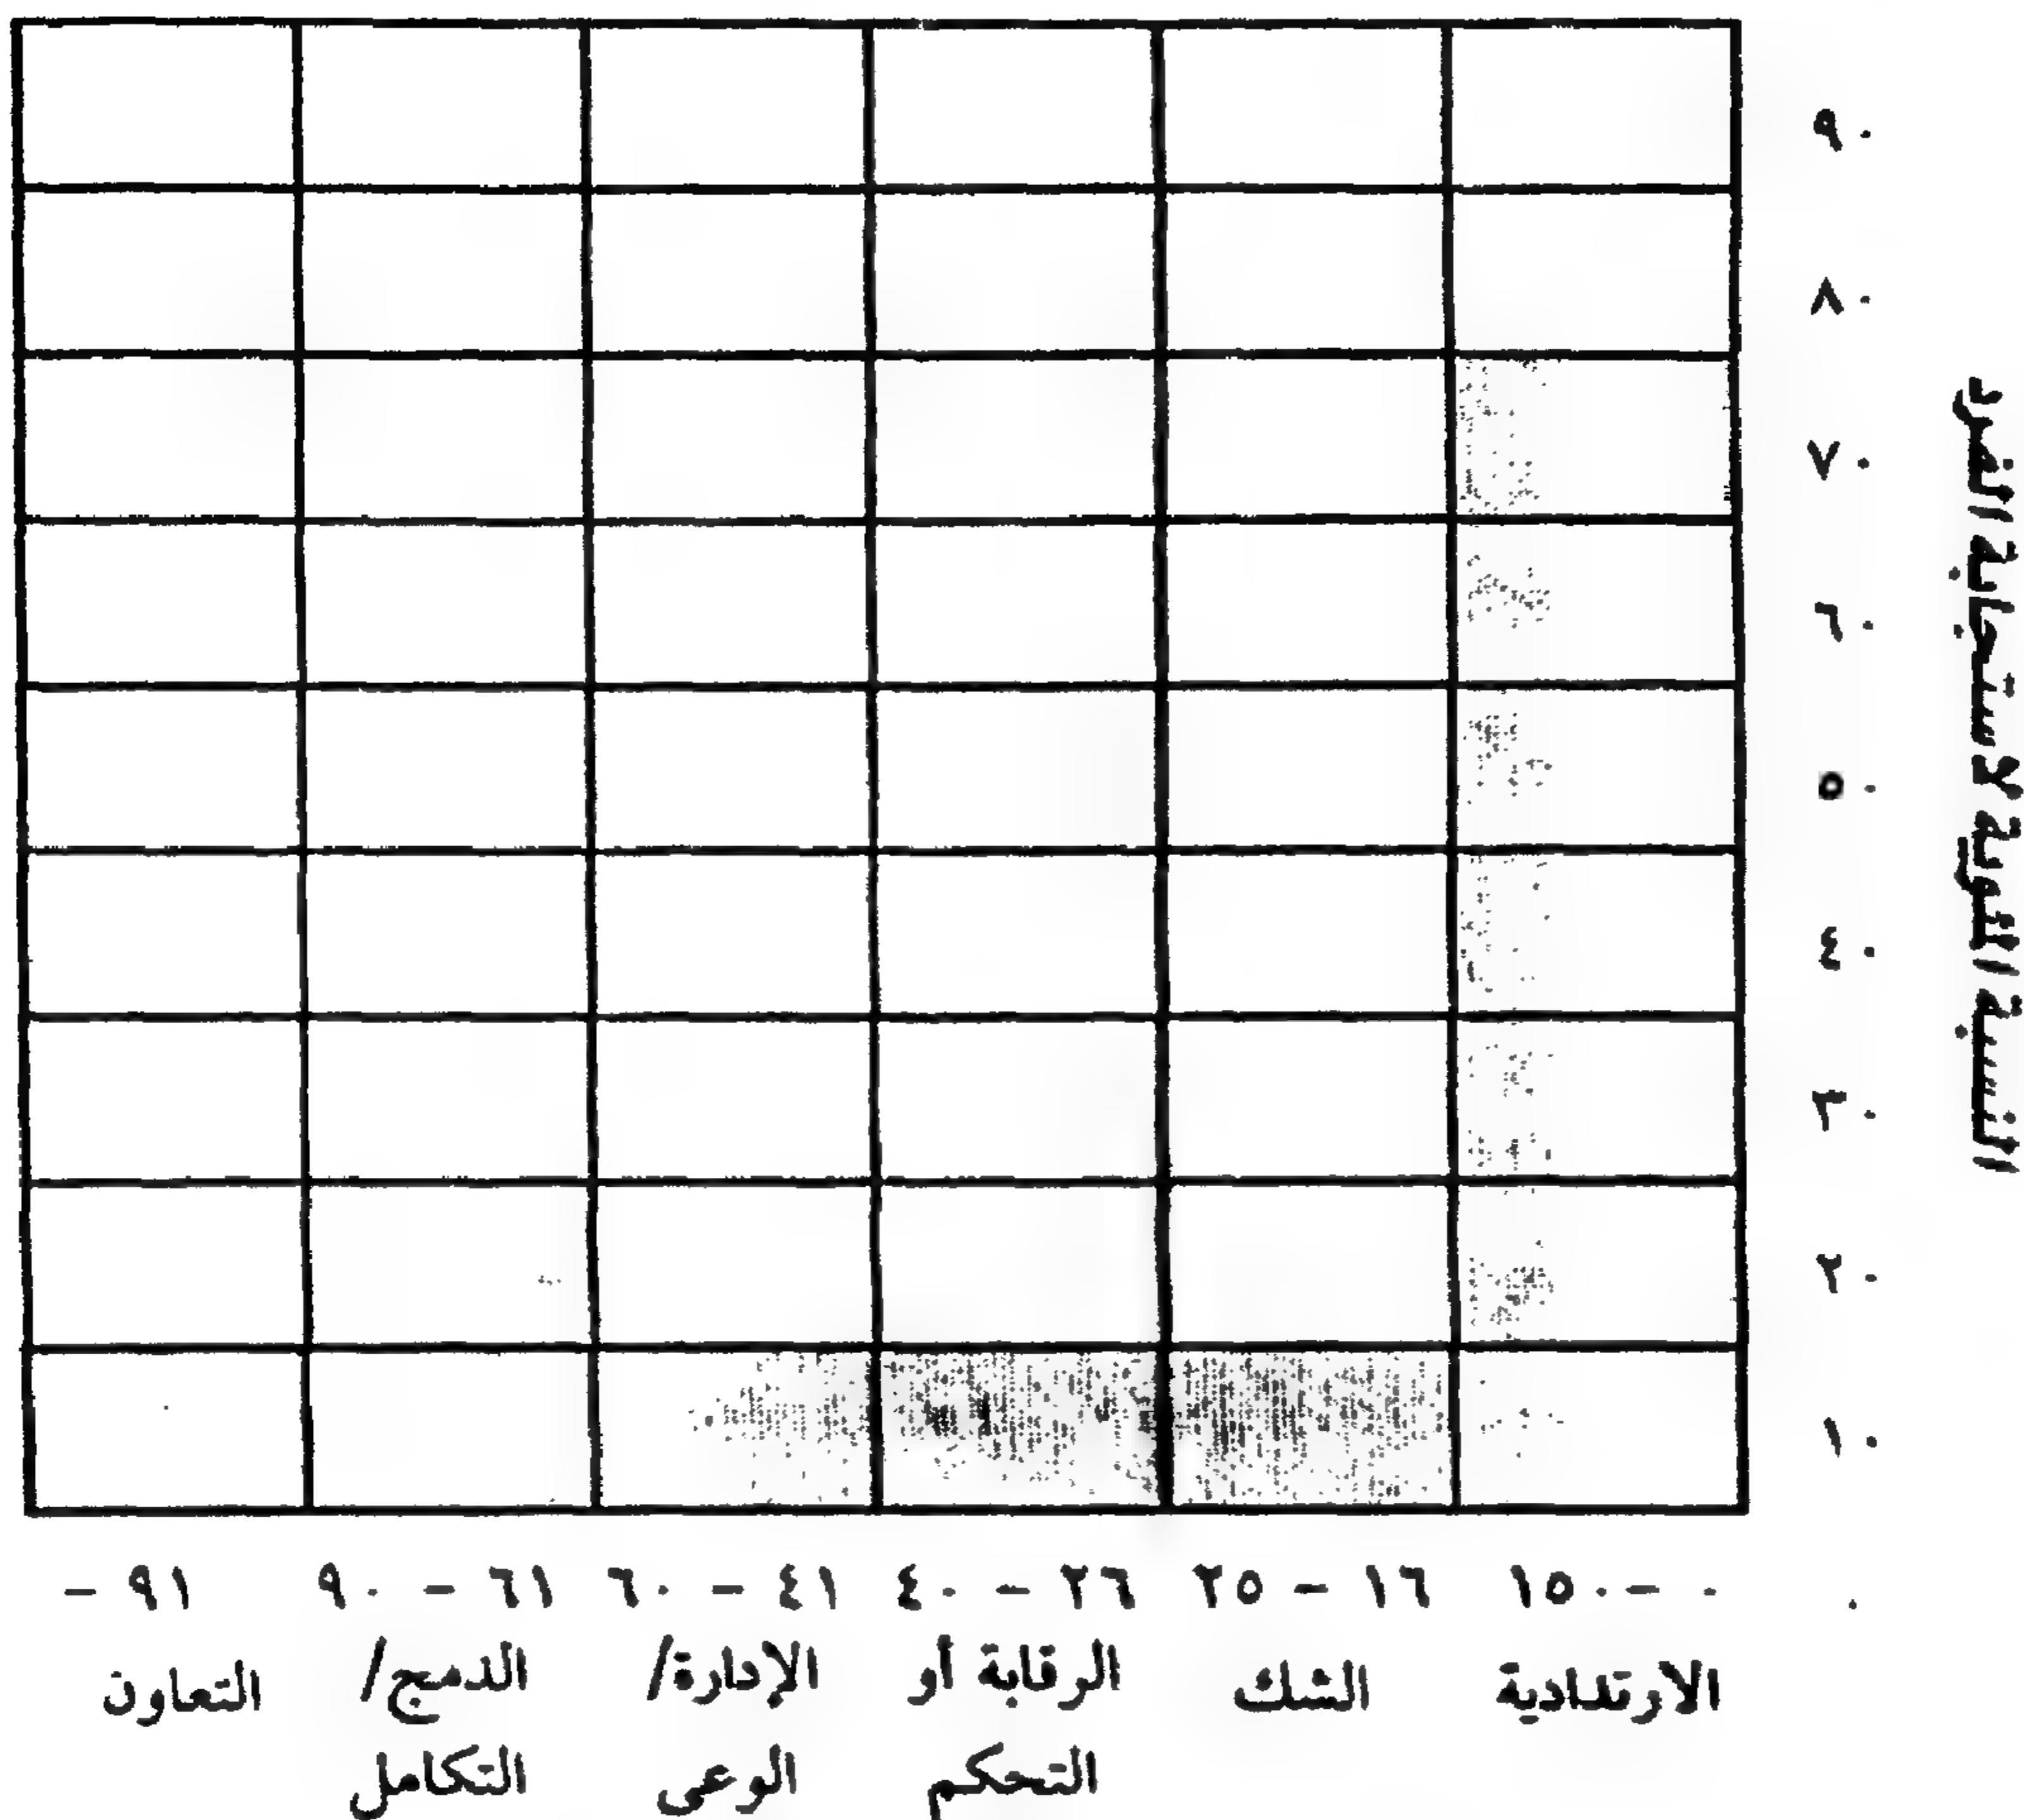 ٩٠
٨٠
٧٠
٦٠
٥٠
٤٠
٣٠
٢٠
١٠
٠
النسبة المئوية لاستجابة الفرد
٠ - ١٥٠
١٦ - ٢٥
٢٦ - ٤٠
٤١ - ٦٠
٦١ - ٩٠
٩١ -
الارتدادية
الشك
الرقابة أو
التحكم
الإدارة/
الوعى
الدمج/
التكامل
التعاون